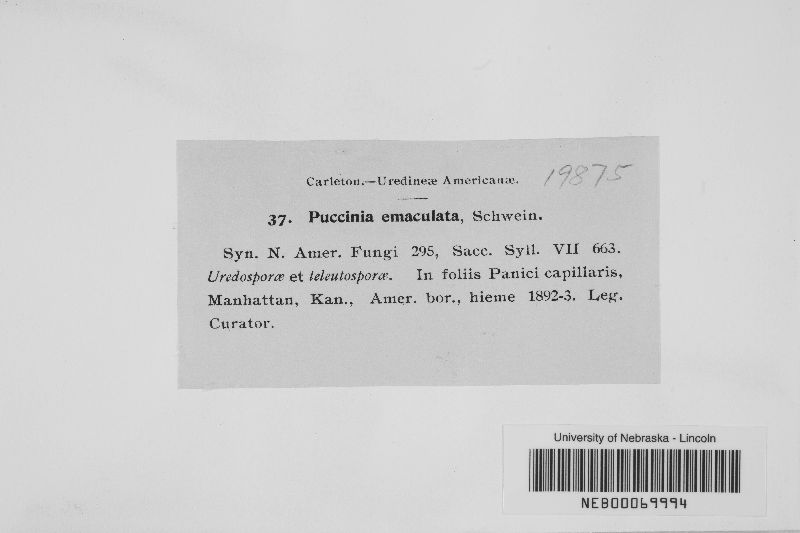 Carleton.—Uredineæ Americanæ.
19875
37. Puccinia emaculata, Schwein.
Syn. N. Amer. Fungi 295, Sacc. Syll. VII 663.
Uredosporæ et teleutosporæ. In foliis Panici capillaris,
Manhattan, Kan., Amer. bor., hieme 1892-3. Leg.
Curator.
University of Nebraska - Lincoln
NEB00069994